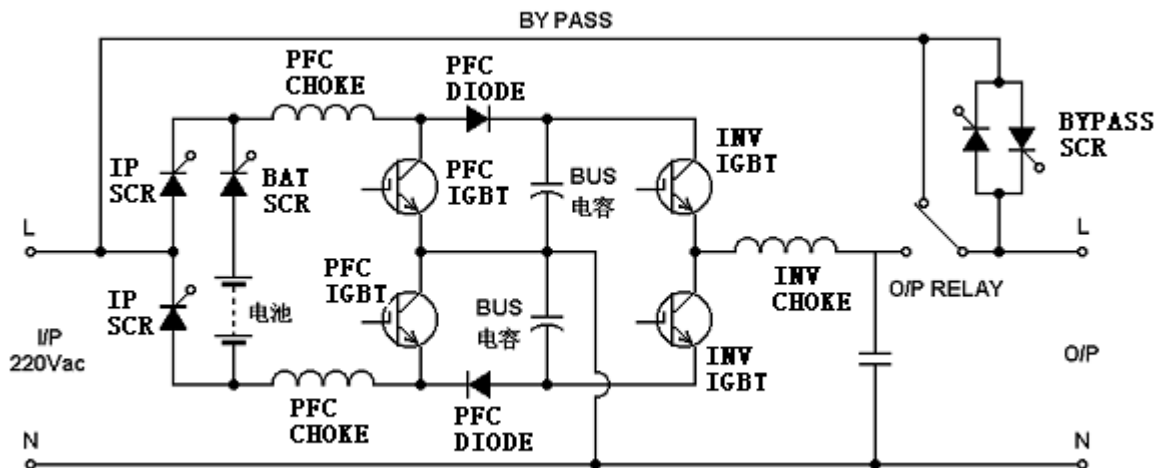 BY PASS
PFC
CHOKE
PFC
DIODE
IP
SCR
BAT
SCR
PFC
IGBT
BUS
电容
INV
IGBT
BYPASS
SCR
L
L
IP
SCR
电池
PFC
IGBT
BUS
电容
INV
CHOKE
O/P RELAY
I/P
220Vac
INV
IGBT
O/P
PFC
CHOKE
PFC
DIODE
N
N